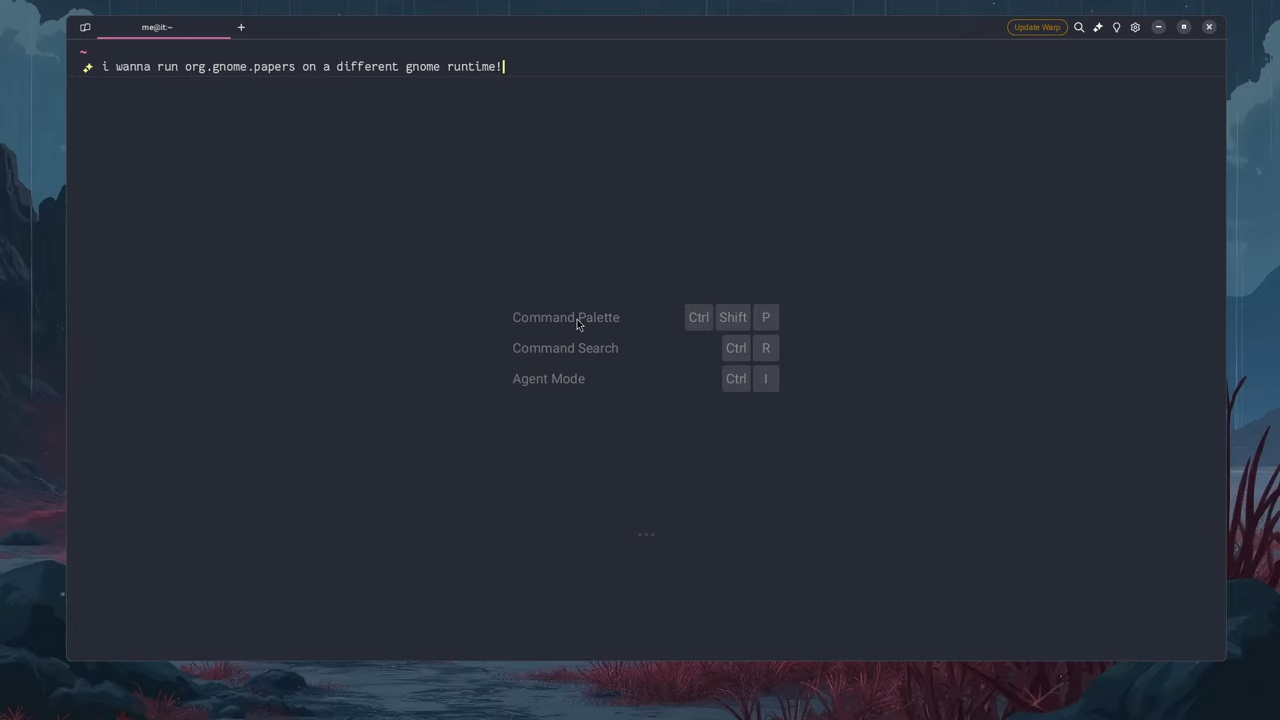 me@it:~
+
Update Warp
~
i wanna run org.gnome.papers on a different gnome runtime!
Command Palette Ctrl Shift P
Command Search Ctrl R
Agent Mode Ctrl I